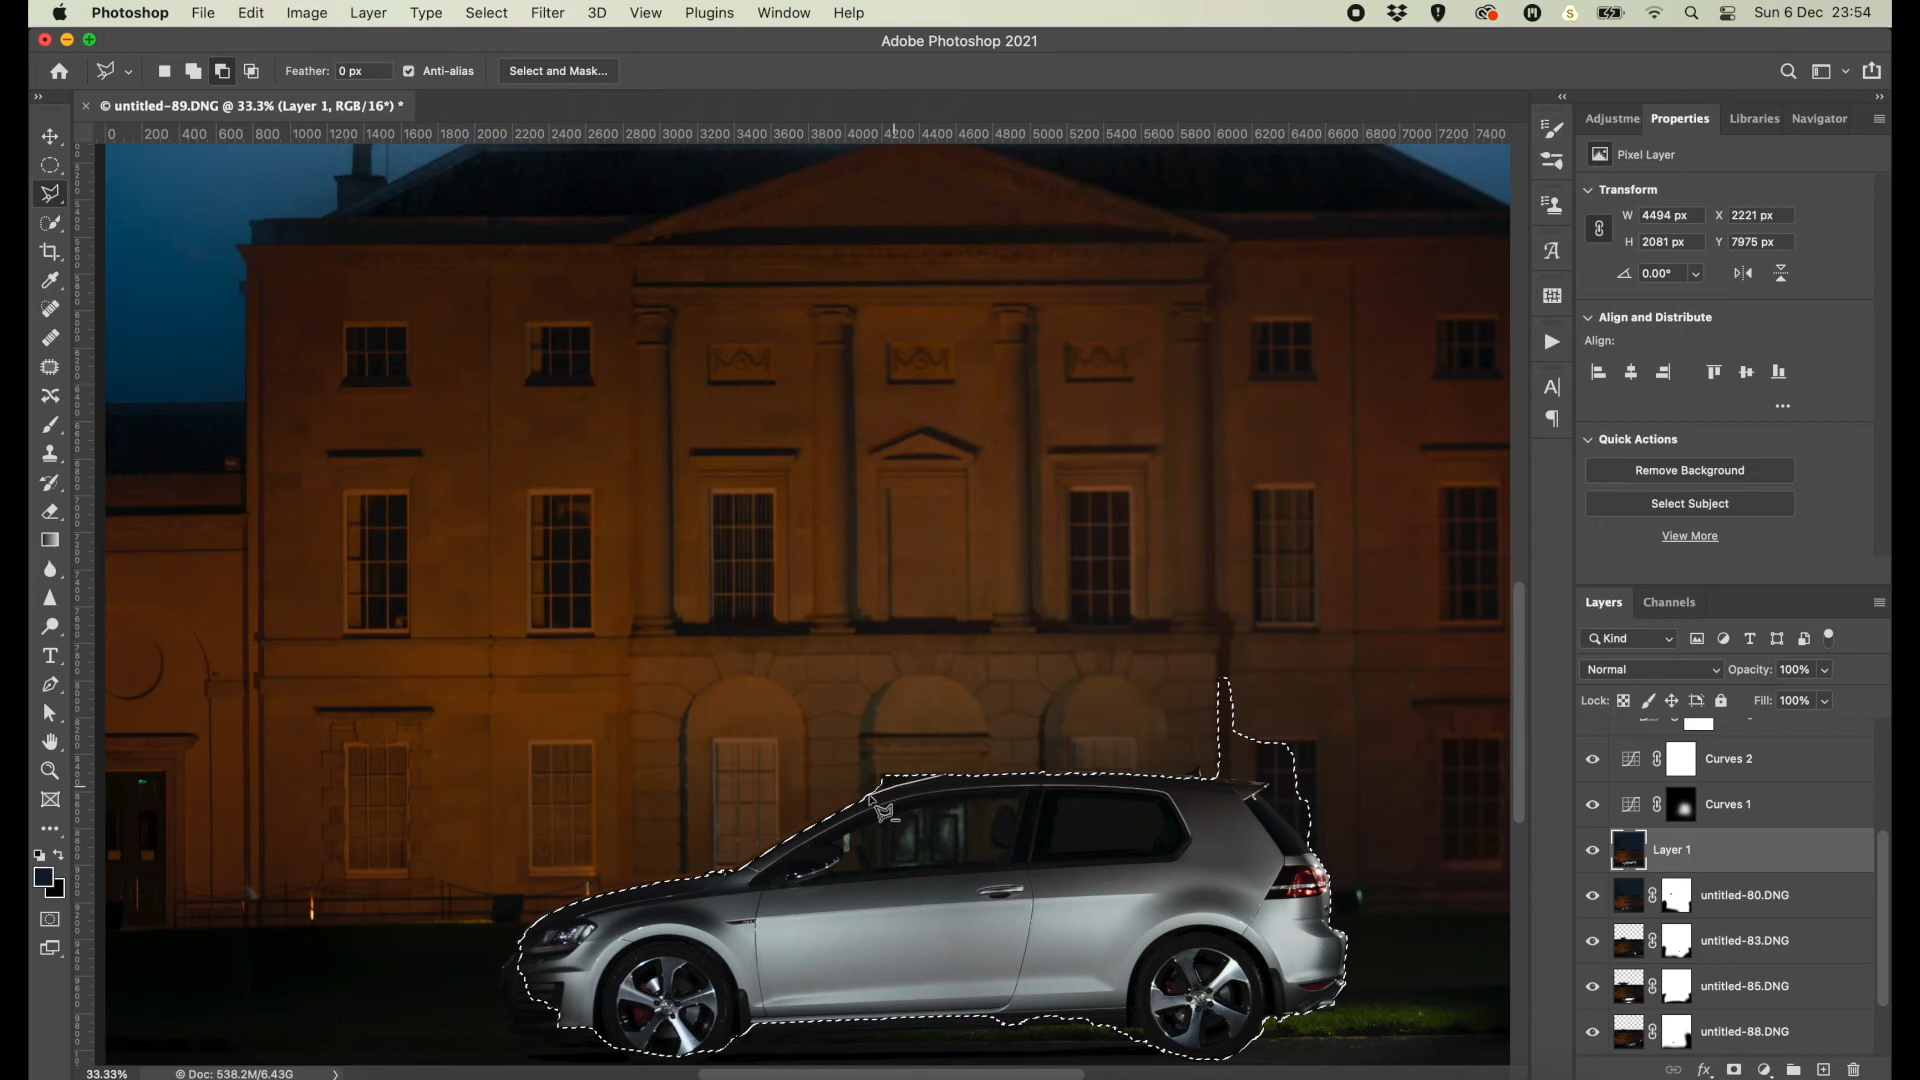 Photoshop File Edit Image Layer Type Select Filter 3D View Plugins Window Help Sun 6 Dec 23:54
Adobe Photoshop 2021
Feather: 0 px Anti-alias Select and Mask...
© untitled-89.DNG @ 33.3% (Layer 1, RGB/16*) *
0 200 400 600 800 1000 1200 1400 1600 1800 2000 2200 2400 2600 2800 3000 3200 3400 3600 3800 4000 4200 4400 4600 4800 5000 5200 5400 5600 5800 6000 6200 6400 6600 6800 7000 7200 7400
Adjustme Properties Libraries Navigator
Pixel Layer
Transform
W 4494 px X 2221 px
H 2081 px Y 7975 px
0.00°
Align and Distribute
Align:
Quick Actions
Remove Background
Select Subject
View More
Layers Channels
Kind
Normal Opacity: 100%
Lock: Fill: 100%
Curves 2
Curves 1
Layer 1
untitled-80.DNG
untitled-83.DNG
untitled-85.DNG
untitled-88.DNG
33.33% © Doc: 538.2M/6.43G